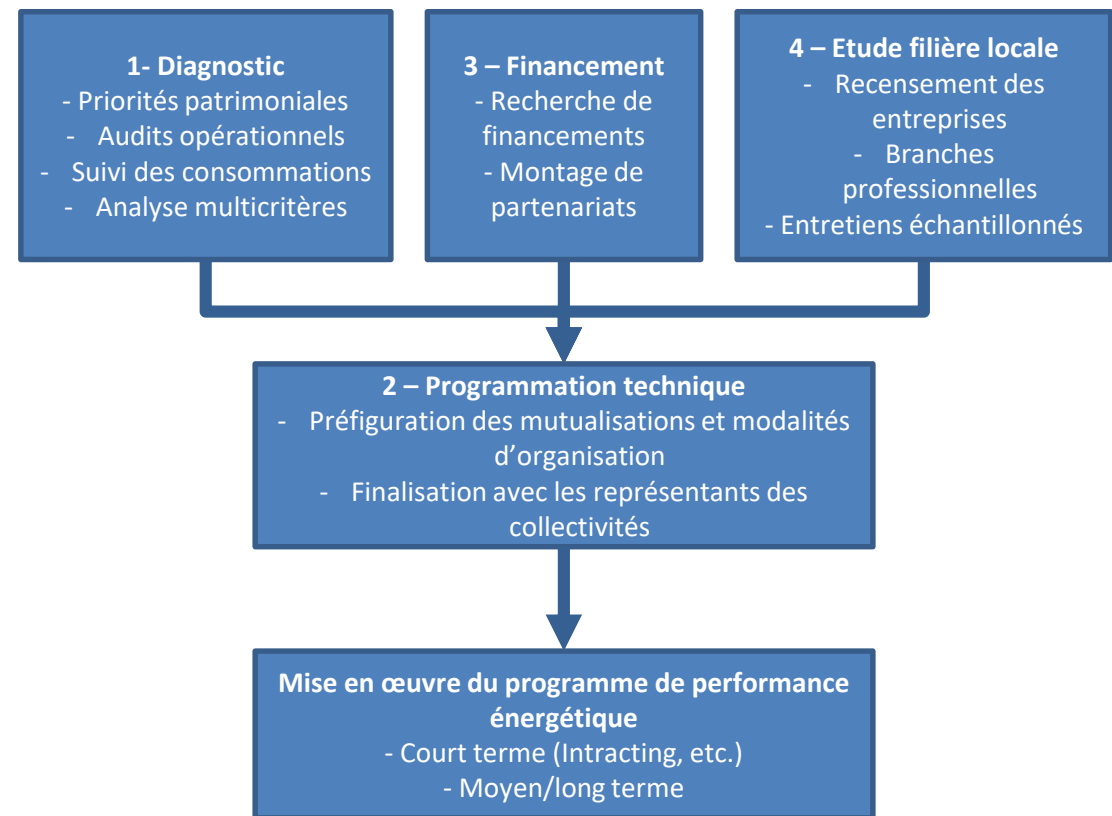 1- Diagnostic
- Priorités patrimoniales
- Audits opérationnels
- Suivi des consommations
- Analyse multicritères
3 – Financement
- Recherche de
financements
- Montage de
partenariats
4 – Etude filière locale
- Recensement des
entreprises
- Branches
professionnelles
- Entretiens échantillonnés
2 – Programmation technique
- Préfiguration des mutualisations et modalités
d’organisation
- Finalisation avec les représentants des
collectivités
Mise en œuvre du programme de performance
énergétique
- Court terme (Intracting, etc.)
- Moyen/long terme